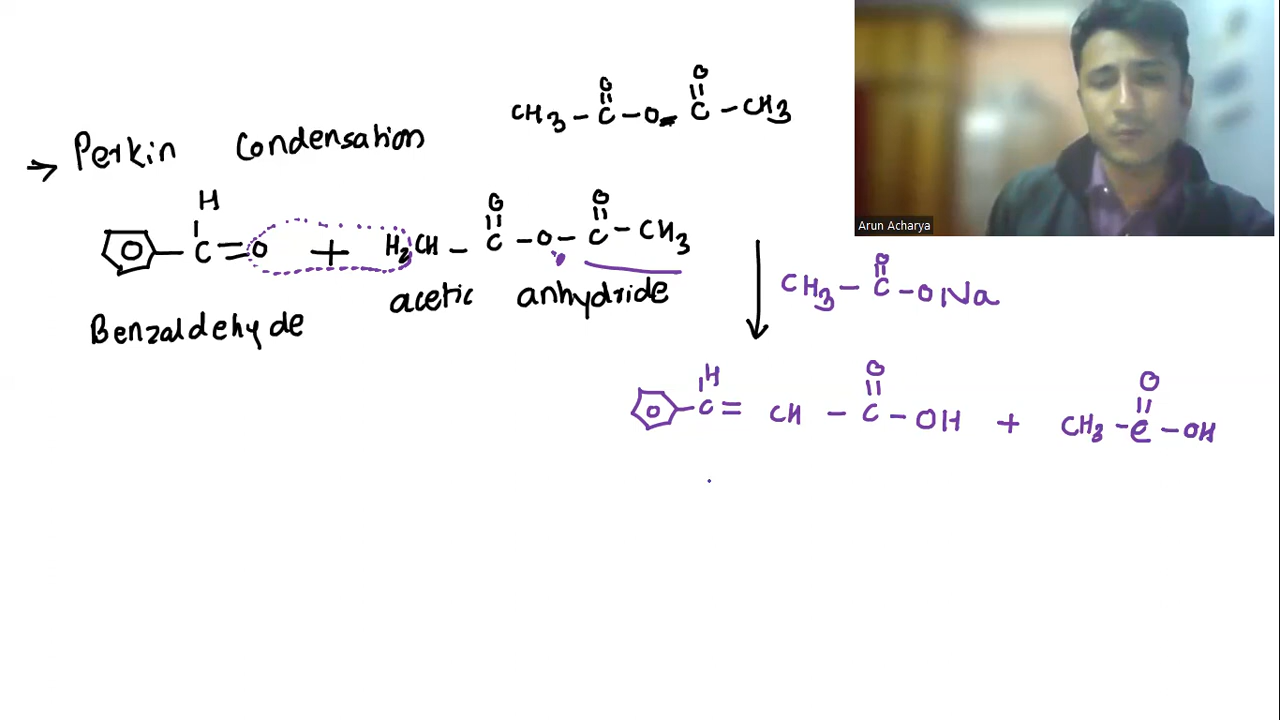 CH3 - C - O - C - CH3
O O
→ Perkin Condensation
H
C = O + H2CH - C - O - C - CH3
O O
Benzaldehyde
acetic anhydride
CH3 - C - ONa
O
H
C = CH - C - OH + CH3 - C - OH
O O
Arun Acharya